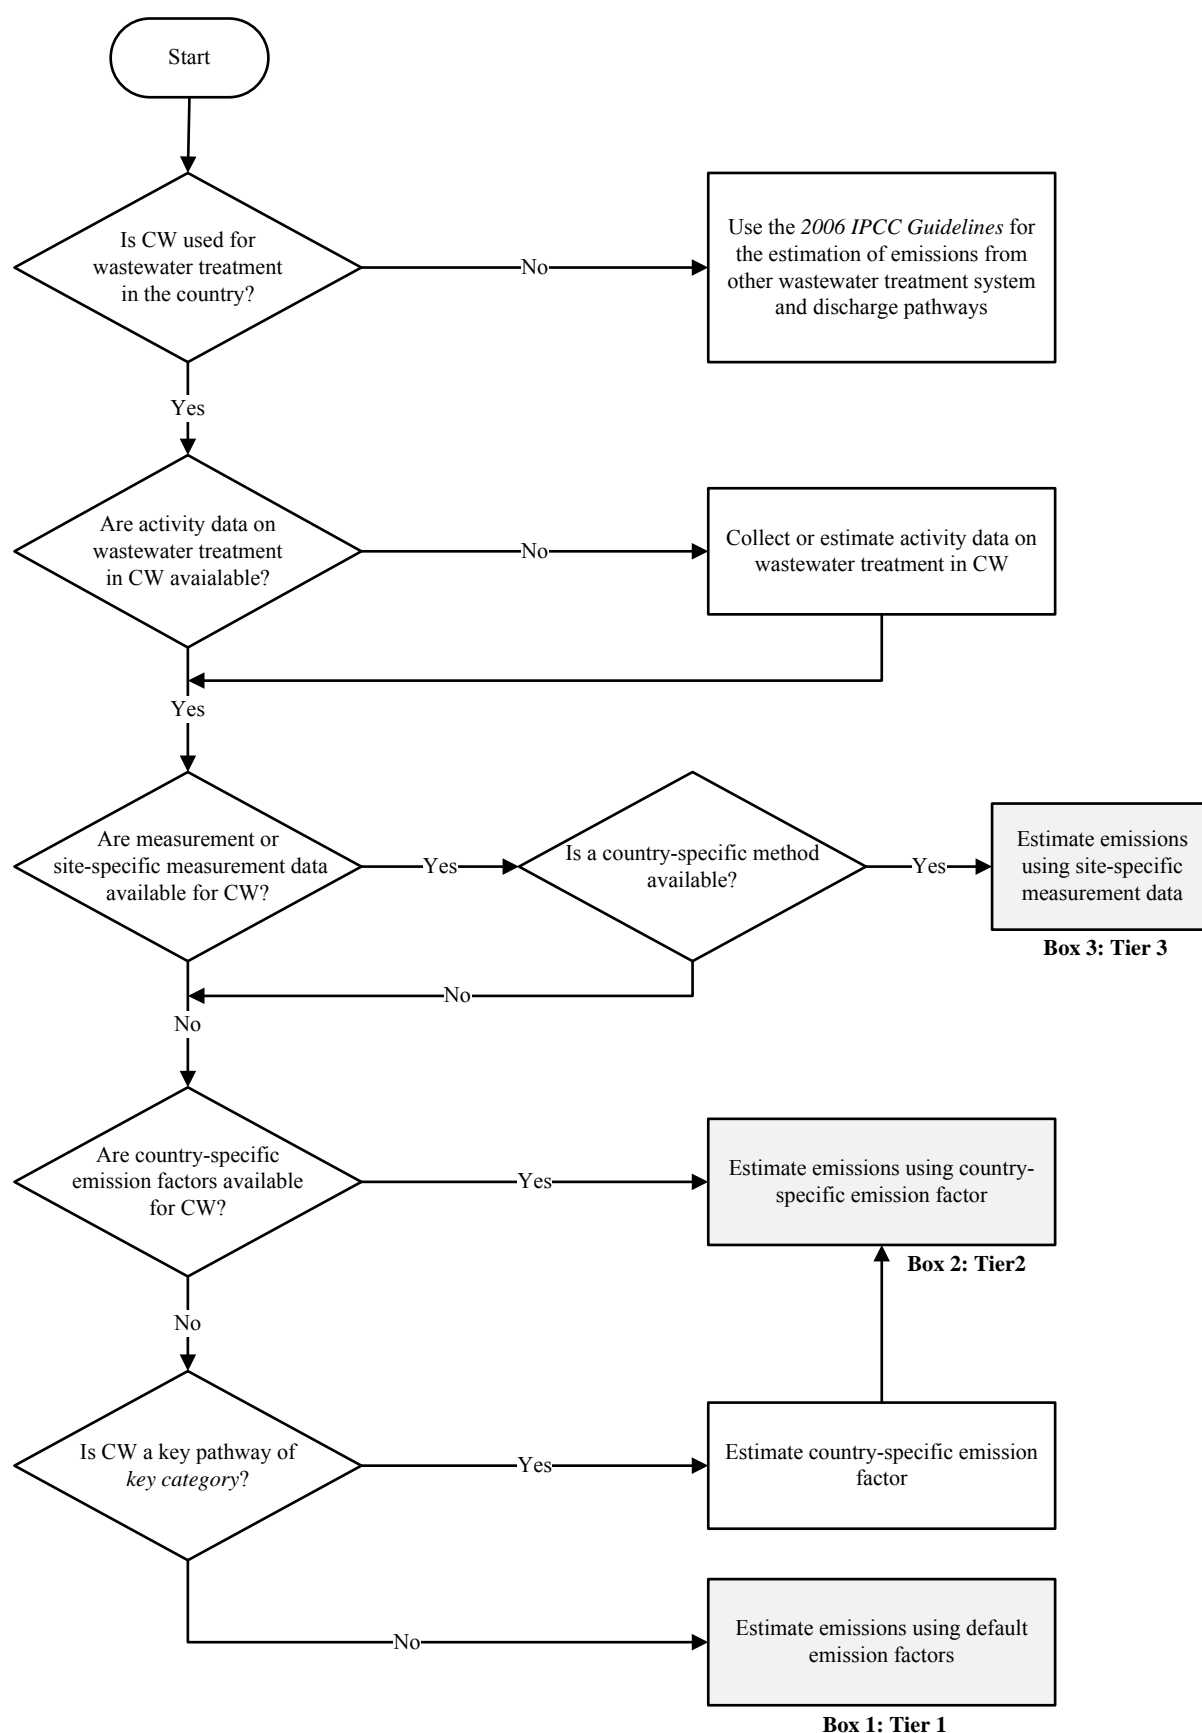 Start
Is CW used for
wastewater treatment
in the country?
No
Use the 2006 IPCC Guidelines for
the estimation of emissions from
other wastewater treatment system
and discharge pathways
Yes
Are activity data on
wastewater treatment
in CW avaialable?
No
Collect or estimate activity data on
wastewater treatment in CW
Yes
Are measurement or
site-specific measurement data
available for CW?
Yes
Is a country-specific method
available?
Yes
Estimate emissions
using site-specific
measurement data
Box 3: Tier 3
No
No
Are country-specific
emission factors available
for CW?
Yes
Estimate emissions using country-
specific emission factor
Box 2: Tier2
No
Is CW a key pathway of
key category?
Yes
Estimate country-specific emission
factor
No
Estimate emissions using default
emission factors
Box 1: Tier 1